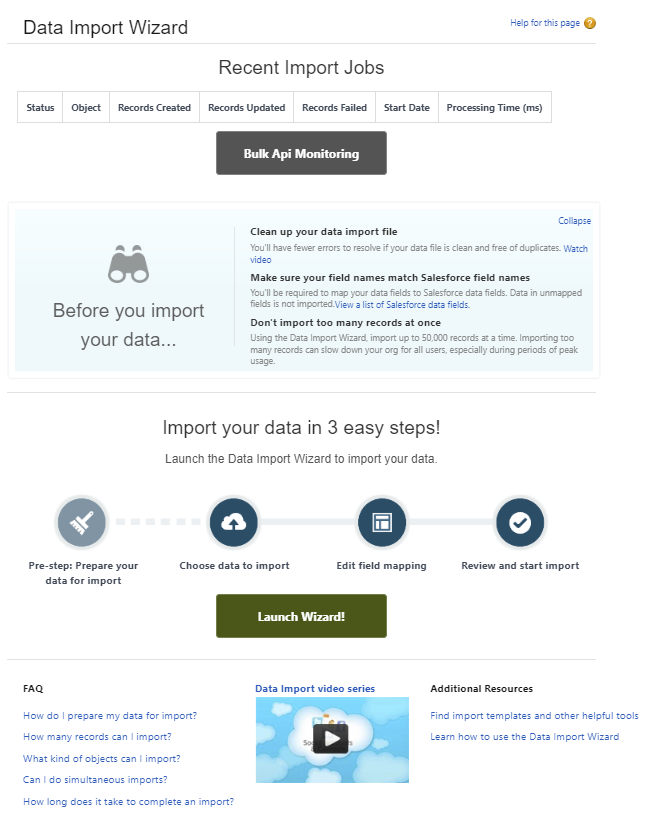 Data Import Wizard
Help for this page ?
Recent Import Jobs
Status Object Records Created Records Updated Records Failed Start Date Processing Time (ms)
Bulk Api Monitoring
Collapse
Before you import
your data...
Clean up your data import file
You'll have fewer errors to resolve if your data file is clean and free of duplicates. Watch
video
Make sure your field names match Salesforce field names
You'll be required to map your data fields to Salesforce data fields. Data in unmapped
fields is not imported.View a list of Salesforce data fields.
Don't import too many records at once
Using the Data Import Wizard, import up to 50,000 records at a time. Importing too
many records can slow down your org for all users, especially during periods of peak
usage.
Import your data in 3 easy steps!
Launch the Data Import Wizard to import your data.
Pre-step: Prepare your
data for import
Choose data to import
Edit field mapping
Review and start import
Launch Wizard!
FAQ
How do I prepare my data for import?
How many records can I import?
What kind of objects can I import?
Can I do simultaneous imports?
How long does it take to complete an import?
Data Import video series
Additional Resources
Find import templates and other helpful tools
Learn how to use the Data Import Wizard